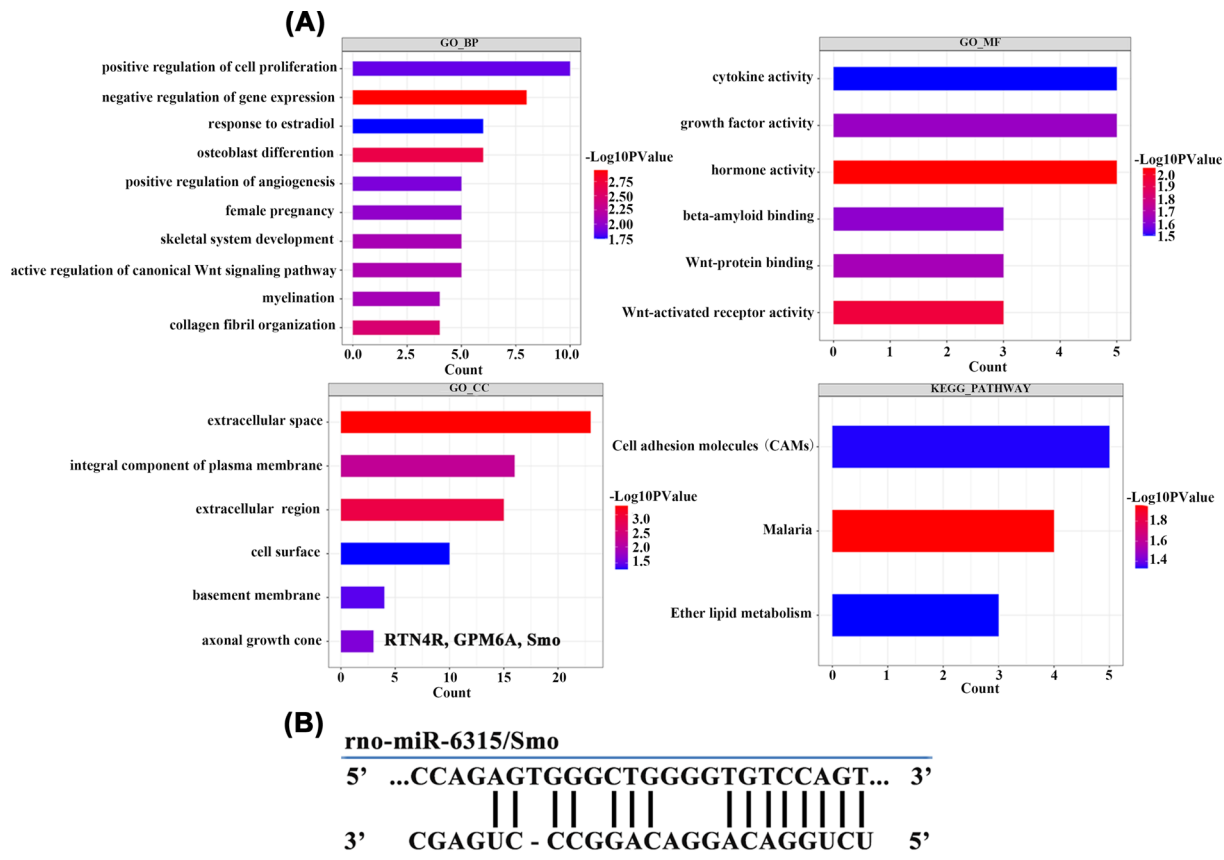 (A)
GO_BP
positive regulation of cell proliferation
negative regulation of gene expression
response to estradiol
osteoblast differention
positive regulation of angiogenesis
female pregnancy
skeletal system development
active regulation of canonical Wnt signaling pathway
myelination
collagen fibril organization
0.0 2.5 5.0 7.5 10.0
Count
-Log10PValue
2.75
2.50
2.25
2.00
1.75
GO_MF
cytokine activity
growth factor activity
hormone activity
beta-amyloid binding
Wnt-protein binding
Wnt-activated receptor activity
0 1 2 3 4 5
Count
-Log10PValue
2.0
1.9
1.8
1.7
1.6
1.5
GO_CC
extracellular space
integral component of plasma membrane
extracellular region
cell surface
basement membrane
axonal growth cone RTN4R, GPM6A, Smo
0 5 10 15 20
Count
-Log10PValue
3.0
2.5
2.0
1.5
KEGG_PATHWAY
Cell adhesion molecules (CAMs)
Malaria
Ether lipid metabolism
0 1 2 3 4 5
Count
-Log10PValue
1.8
1.6
1.4
(B)
rno-miR-6315/Smo
5’ ...CCAGAGTGGGCTGGGGTGTCCAGT... 3’
3’ CGAGUC - CCGGACAGGACAGGUCU 5’